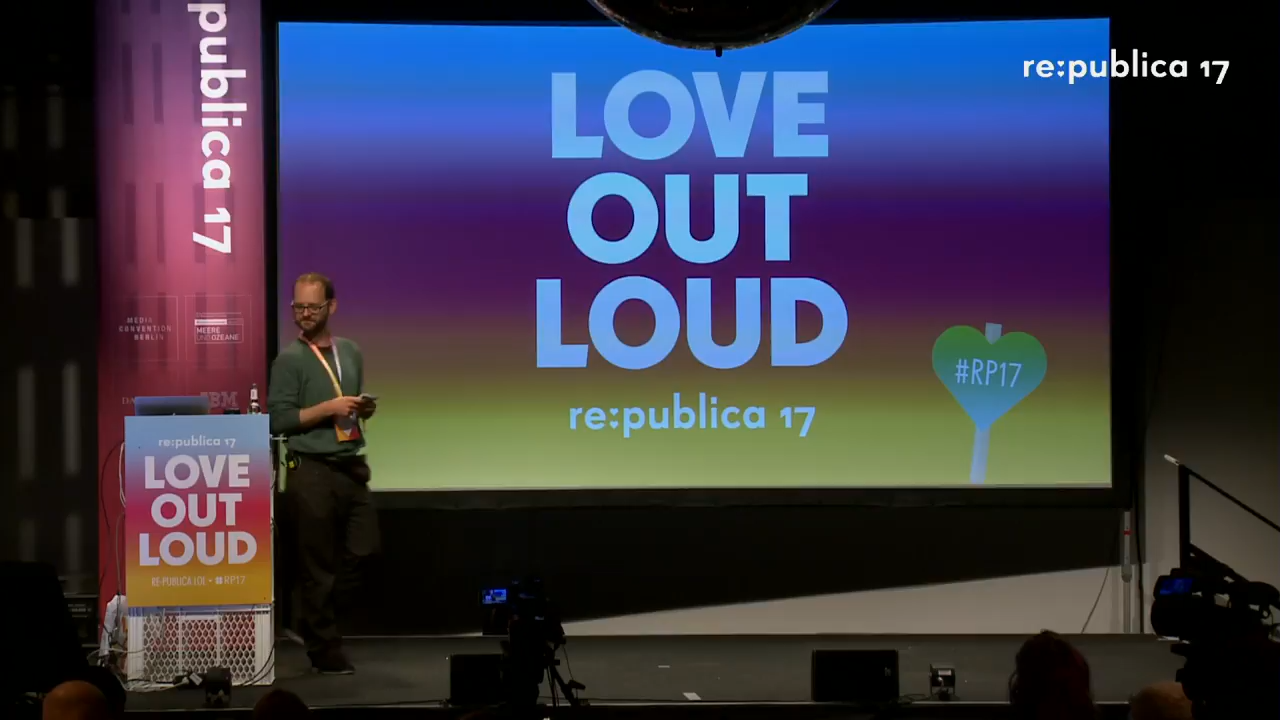 re:publica 17
publica 17
LOVE
OUT
LOUD
re:publica 17
#RP17
MEDIA
CONVENTION
BERLIN
MEERE
UND OZEANE
IBM
re:publica 17
LOVE
OUT
LOUD
#RP17